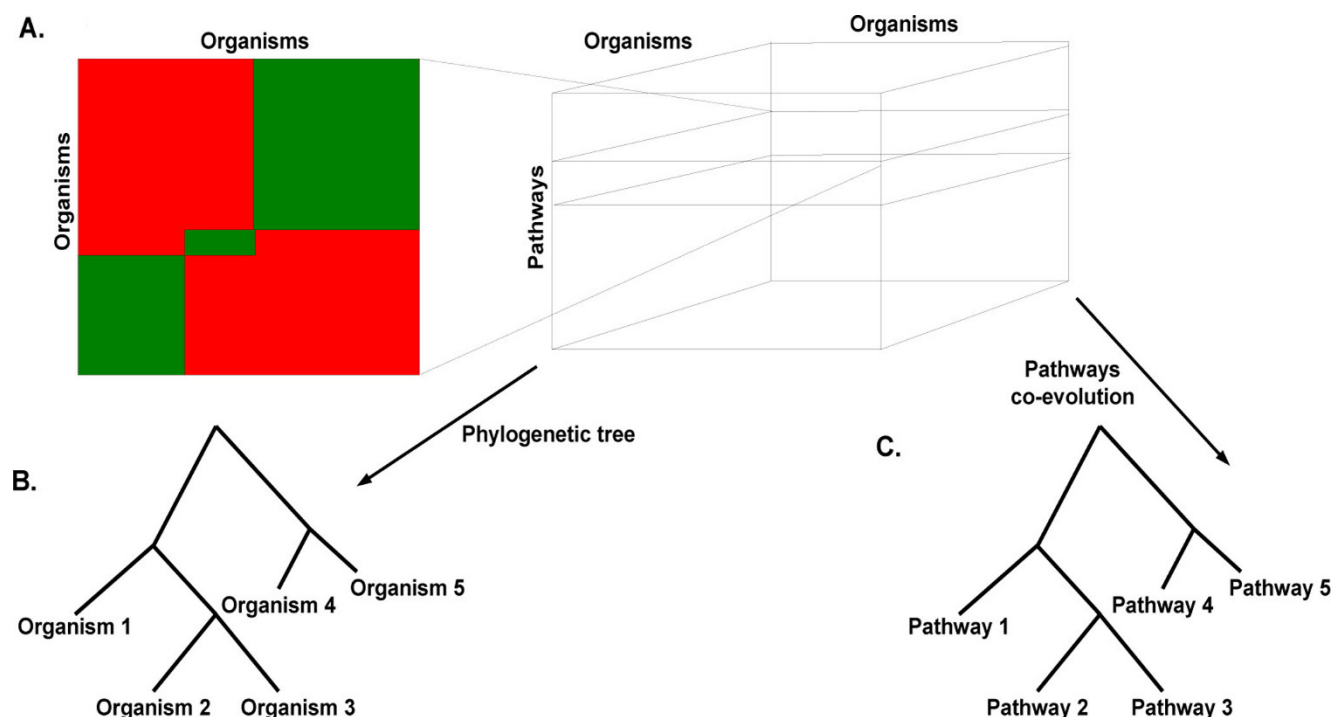 A.
Organisms
Organisms
Organisms
Organisms
Pathways
Phylogenetic tree
Pathways
co-evolution
B.
Organism 1
Organism 4
Organism 5
Organism 2
Organism 3
C.
Pathway 1
Pathway 4
Pathway 5
Pathway 2
Pathway 3